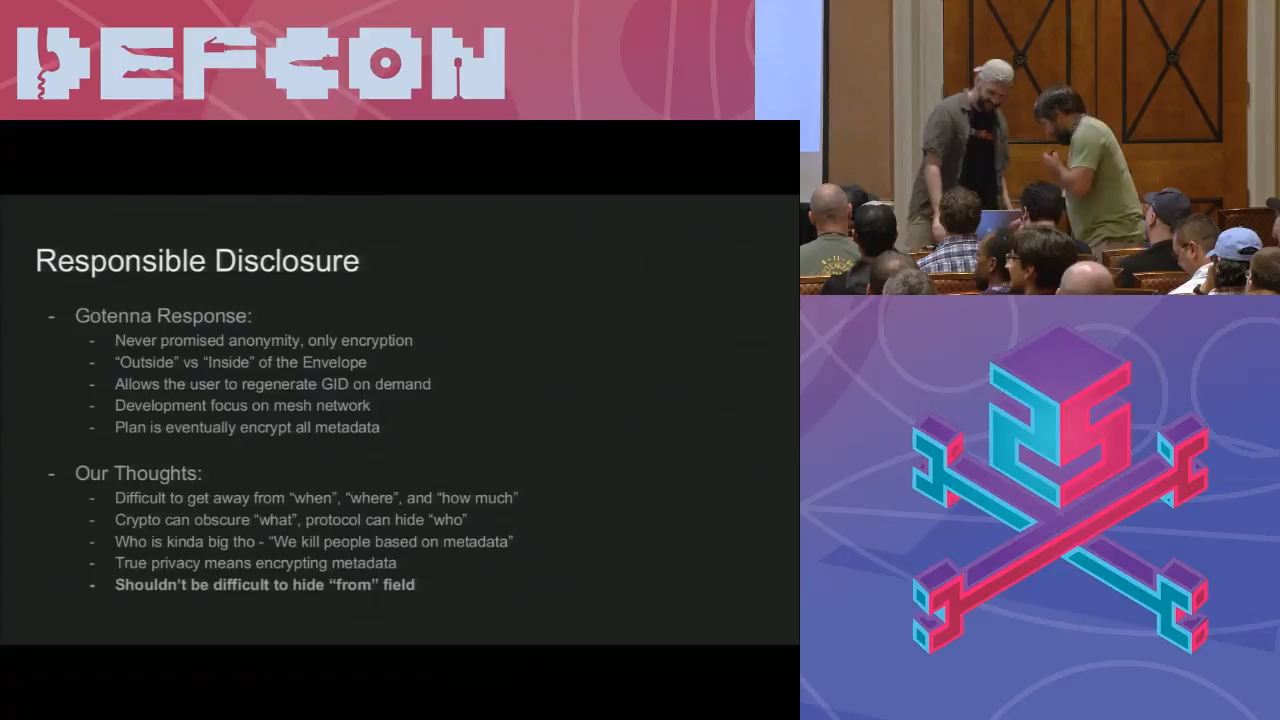 DEFCON
Responsible Disclosure
- Gotenna Response:
- Never promised anonymity, only encryption
- “Outside” vs “Inside” of the Envelope
- Allows the user to regenerate GID on demand
- Development focus on mesh network
- Plan is eventually encrypt all metadata
- Our Thoughts:
- Difficult to get away from “when”, “where”, and “how much”
- Crypto can obscure “what”, protocol can hide “who”
- Who is kinda big tho - “We kill people based on metadata”
- True privacy means encrypting metadata
- Shouldn’t be difficult to hide “from” field
25